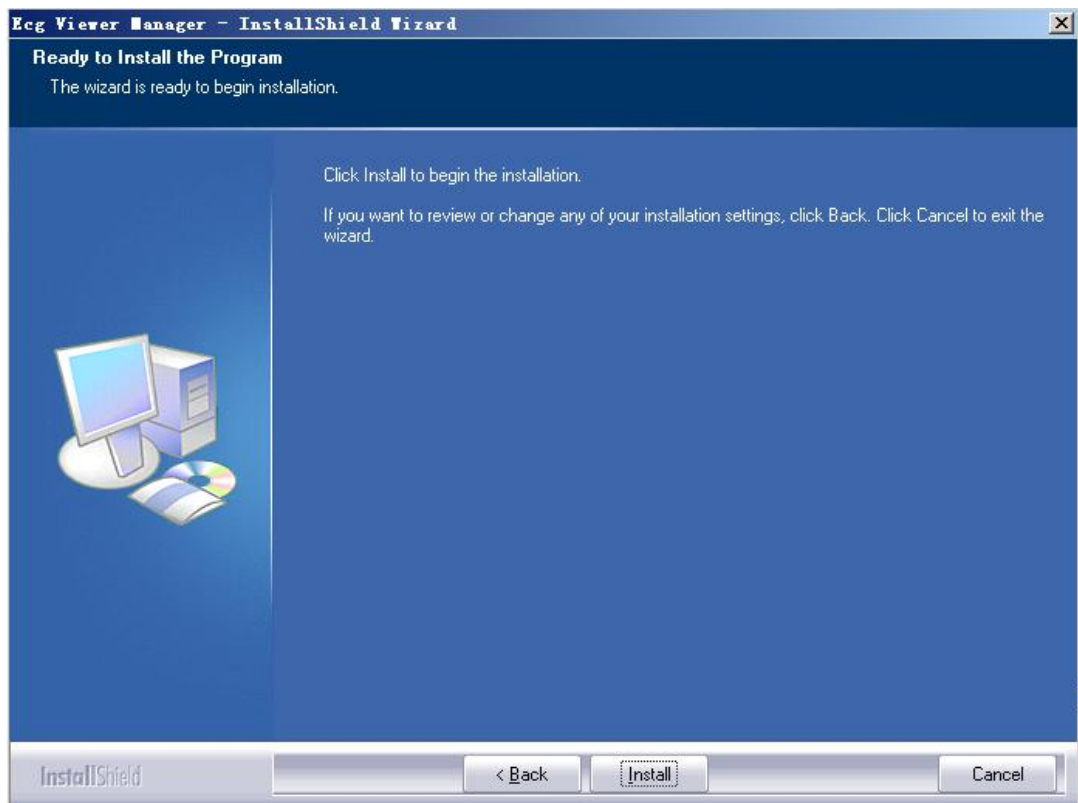 Ecg Viewer Manager - InstallShield Wizard
Ready to Install the Program
The wizard is ready to begin installation.
Click Install to begin the installation.
If you want to review or change any of your installation settings, click Back. Click Cancel to exit the
wizard.
InstallShield
< Back
Install
Cancel